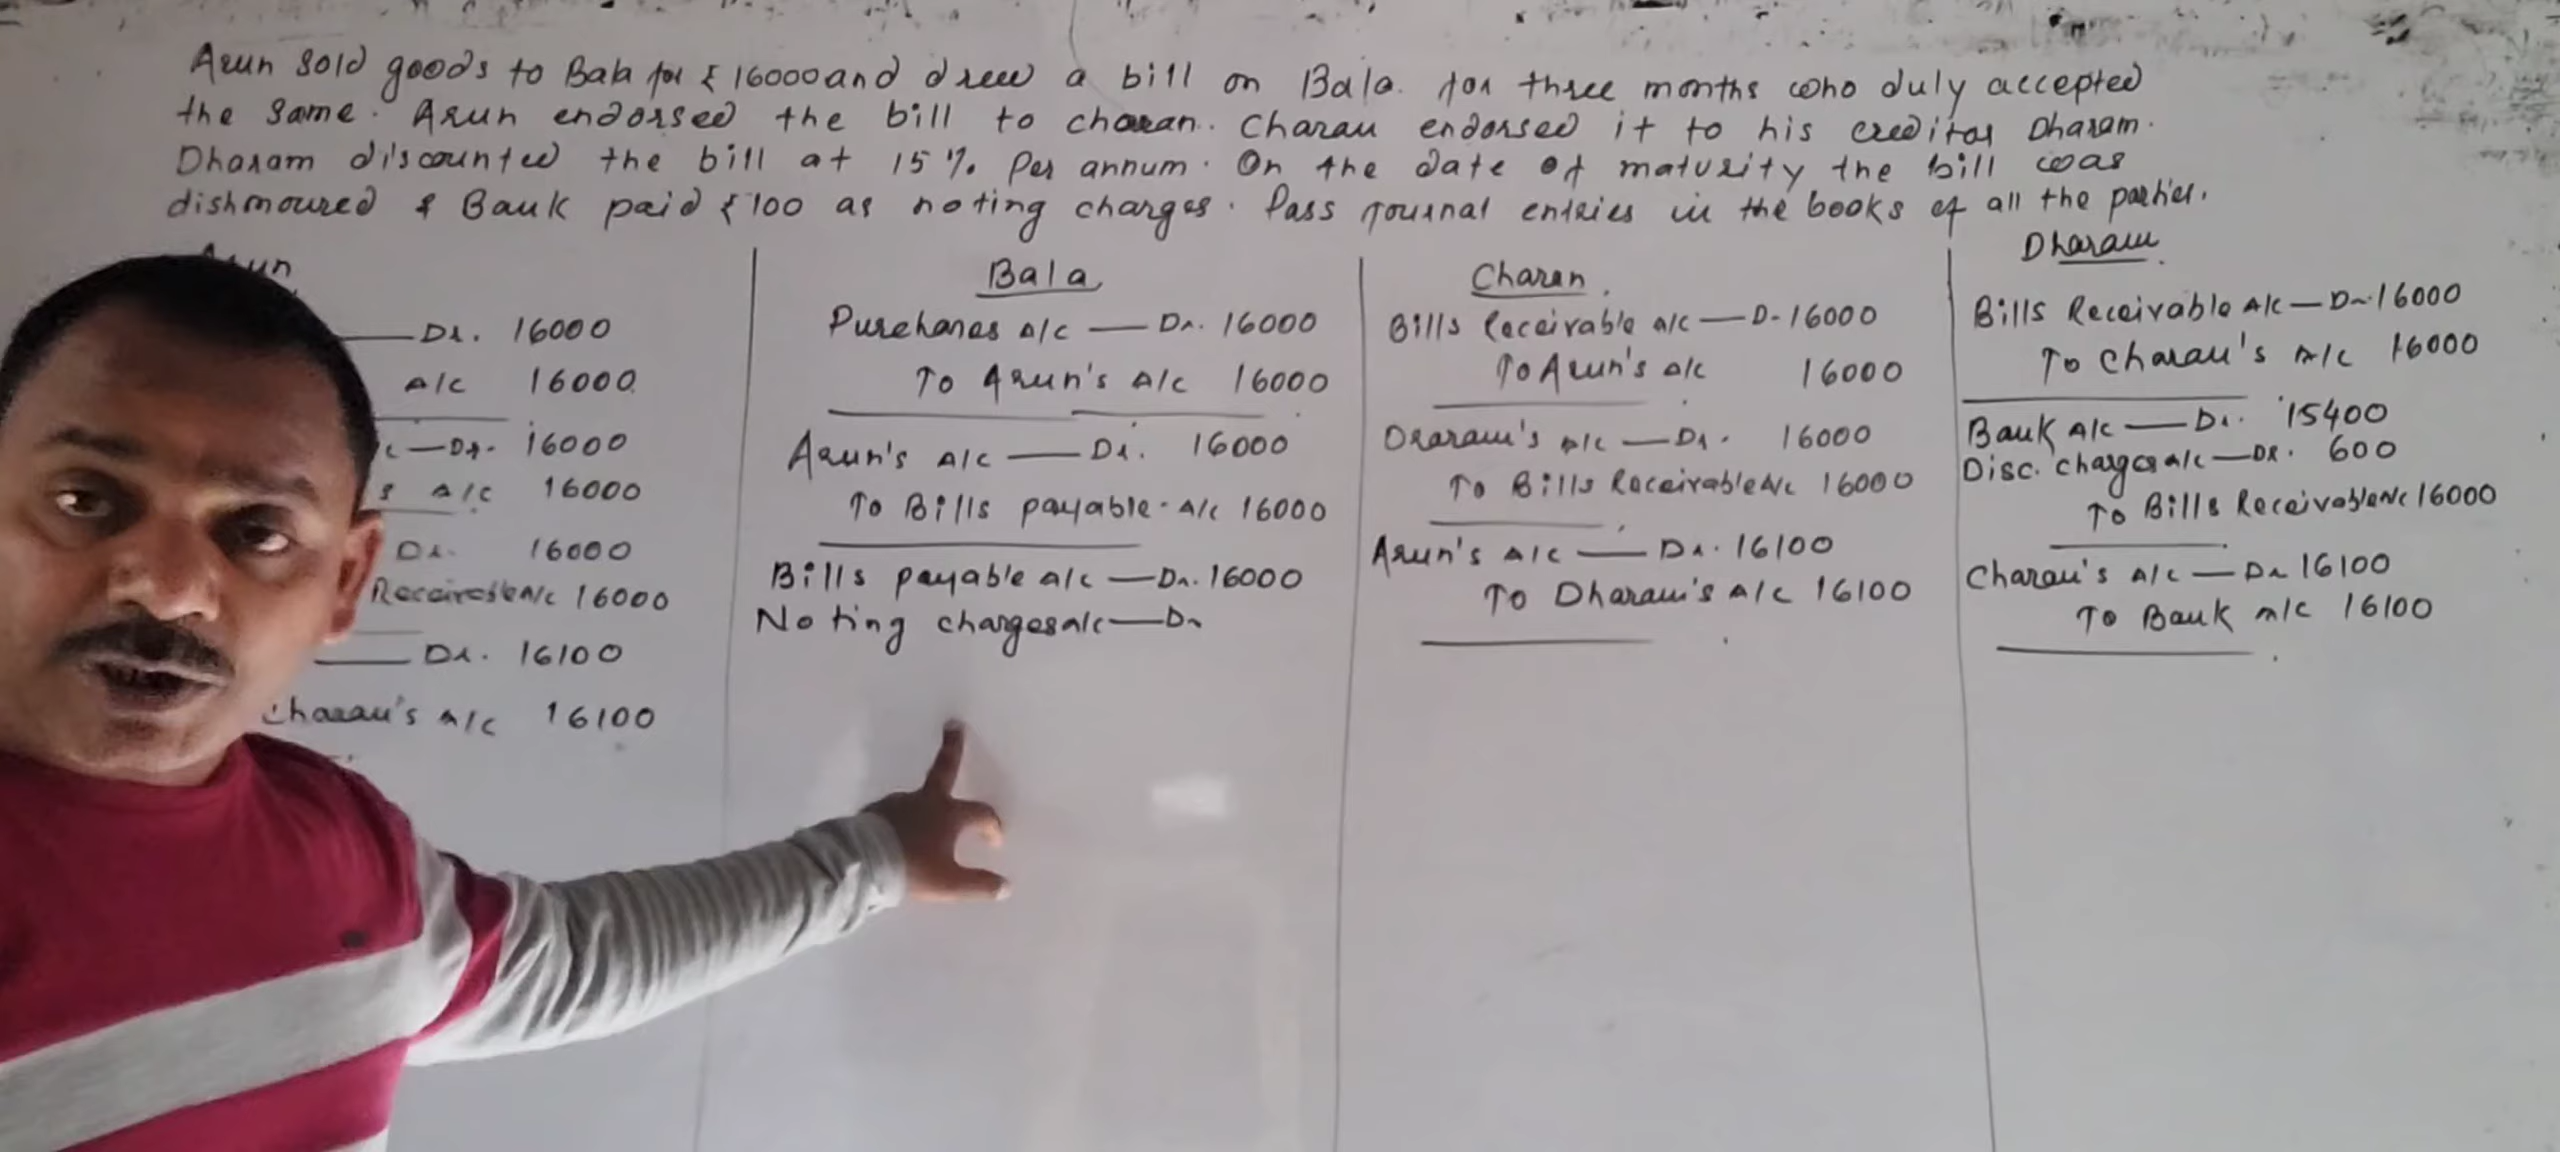 Arun sold goods to Bala for ₹ 16000 and drew a bill on Bala. for three months who duly accepted
the same. Arun endorsed the bill to charan. Charan endorsed it to his creditor Dharam.
Dharam discounted the bill at 15 % Per annum. On the date of maturity the bill was
dishonoured & Bank paid ₹ 100 as noting charges. Pass journal entries in the books of all the parties.
Arun
Dr. 16000
A/c 16000
c — Dr. 16000
s A/c 16000
Dr. 16000
Receivable A/c 16000
Dr. 16100
Charan's A/c 16100
Bala
Purchases A/c — Dr. 16000
To Arun's A/c 16000
Arun's A/c — Dr. 16000
To Bills payable A/c 16000
Bills payable A/c — Dr. 16000
Noting charges A/c — Dr
Charan
Bills Receivable A/c — D- 16000
To Arun's A/c 16000
Dharam's A/c — Dr. 16000
To Bills Receivable A/c 16000
Arun's A/c — Dr. 16100
To Dharam's A/c 16100
Dharam
Bills Receivable A/c — Dr. 16000
To Charan's A/c 16000
Bank A/c — Dr. 15400
Disc. charges A/c — Dr. 600
To Bills Receivable A/c 16000
Charan's A/c — Dr 16100
To Bank A/c 16100